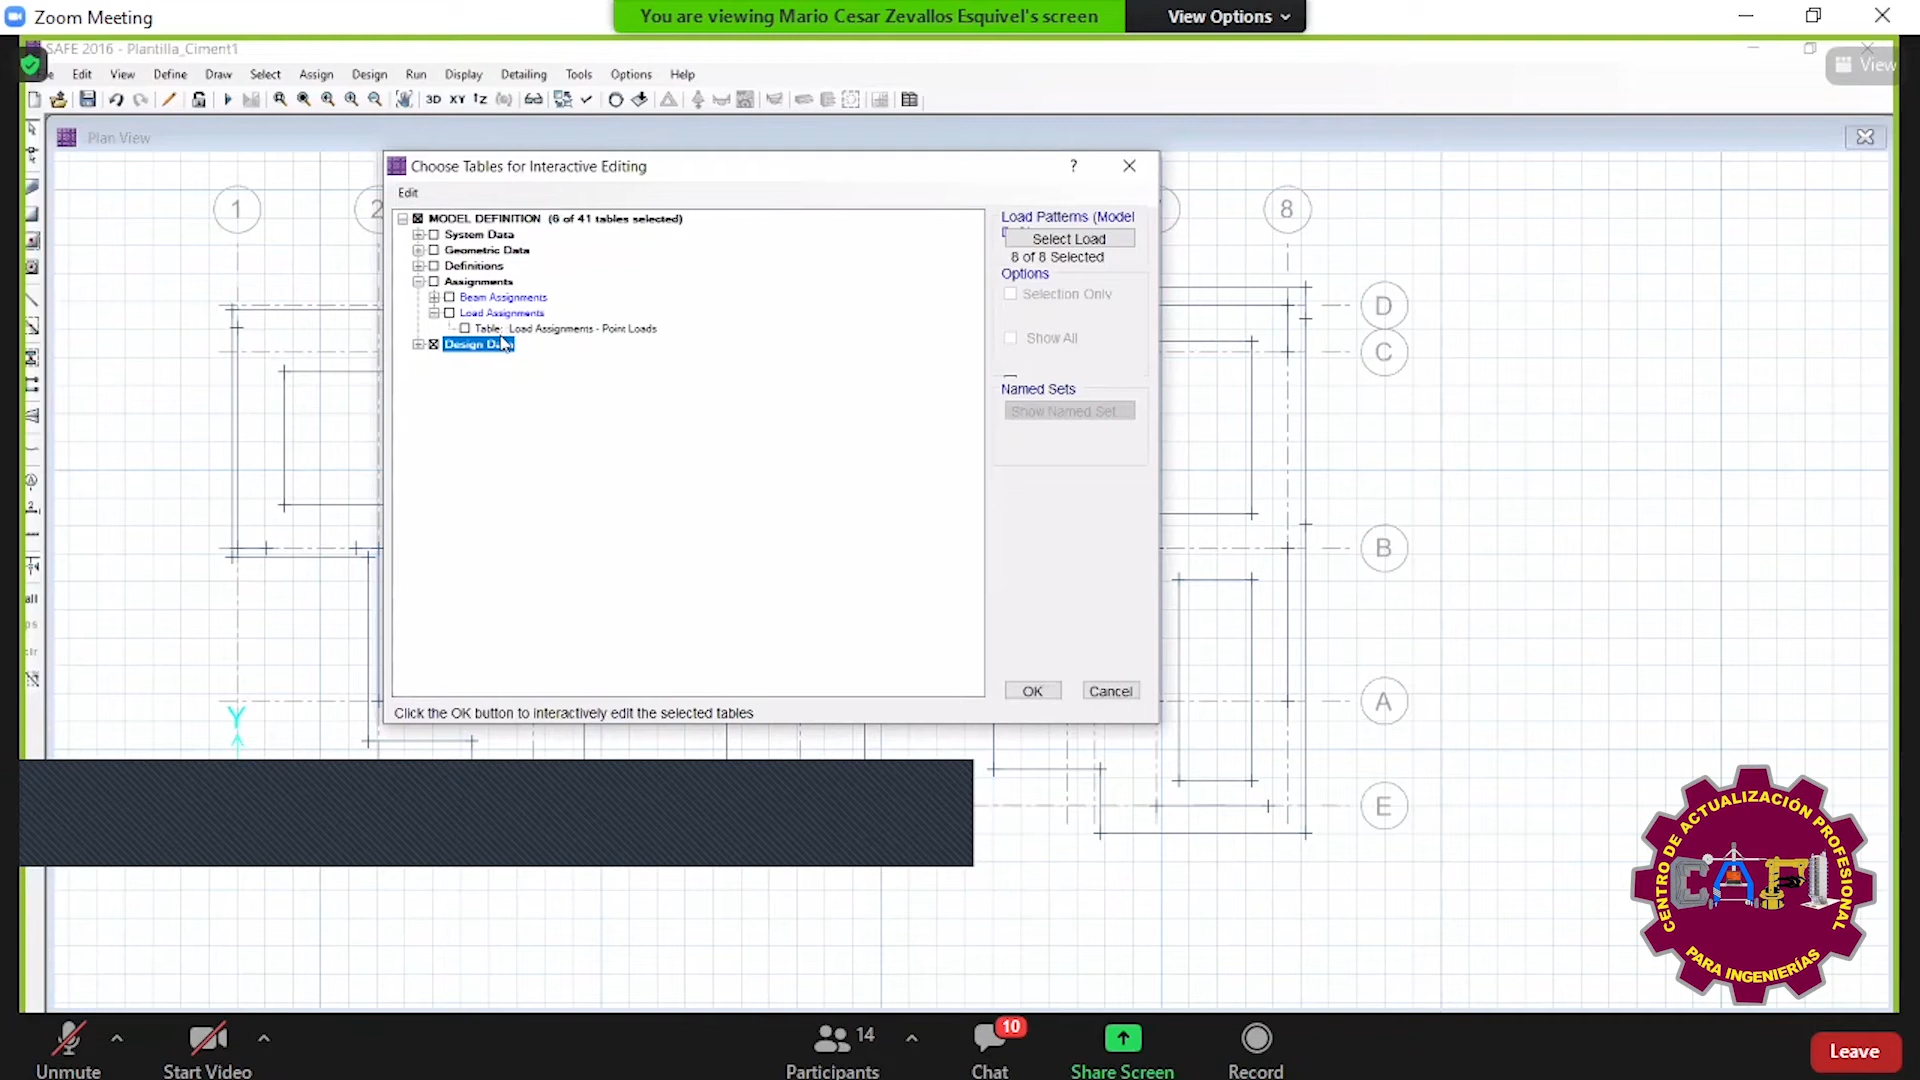 Zoom Meeting
You are viewing Mario Cesar Zevallos Esquivel's screen
View Options
SAFE 2016 - Plantilla_Ciment1
View
Edit View Define Draw Select Assign Design Run Display Detailing Tools Options Help
3D XY
Plan View
Choose Tables for Interactive Editing
?
Edit
1
2
8
MODEL DEFINITION (6 of 41 tables selected)
System Data
Geometric Data
Definitions
Assignments
Beam Assignments
Load Assignments
Table: Load Assignments - Point Loads
Design Data
Load Patterns (Model
Select Load
8 of 8 Selected
Options
Selection Only
Show All
Named Sets
Show Named Set
OK
Cancel
Click the OK button to interactively edit the selected tables
D
C
B
A
E
Y
all
CENTRO DE ACTUALIZACIÓN PROFESIONAL
CAPI
PARA INGENIERÍAS
Unmute
Start Video
14
Participants
10
Chat
Share Screen
Record
Leave